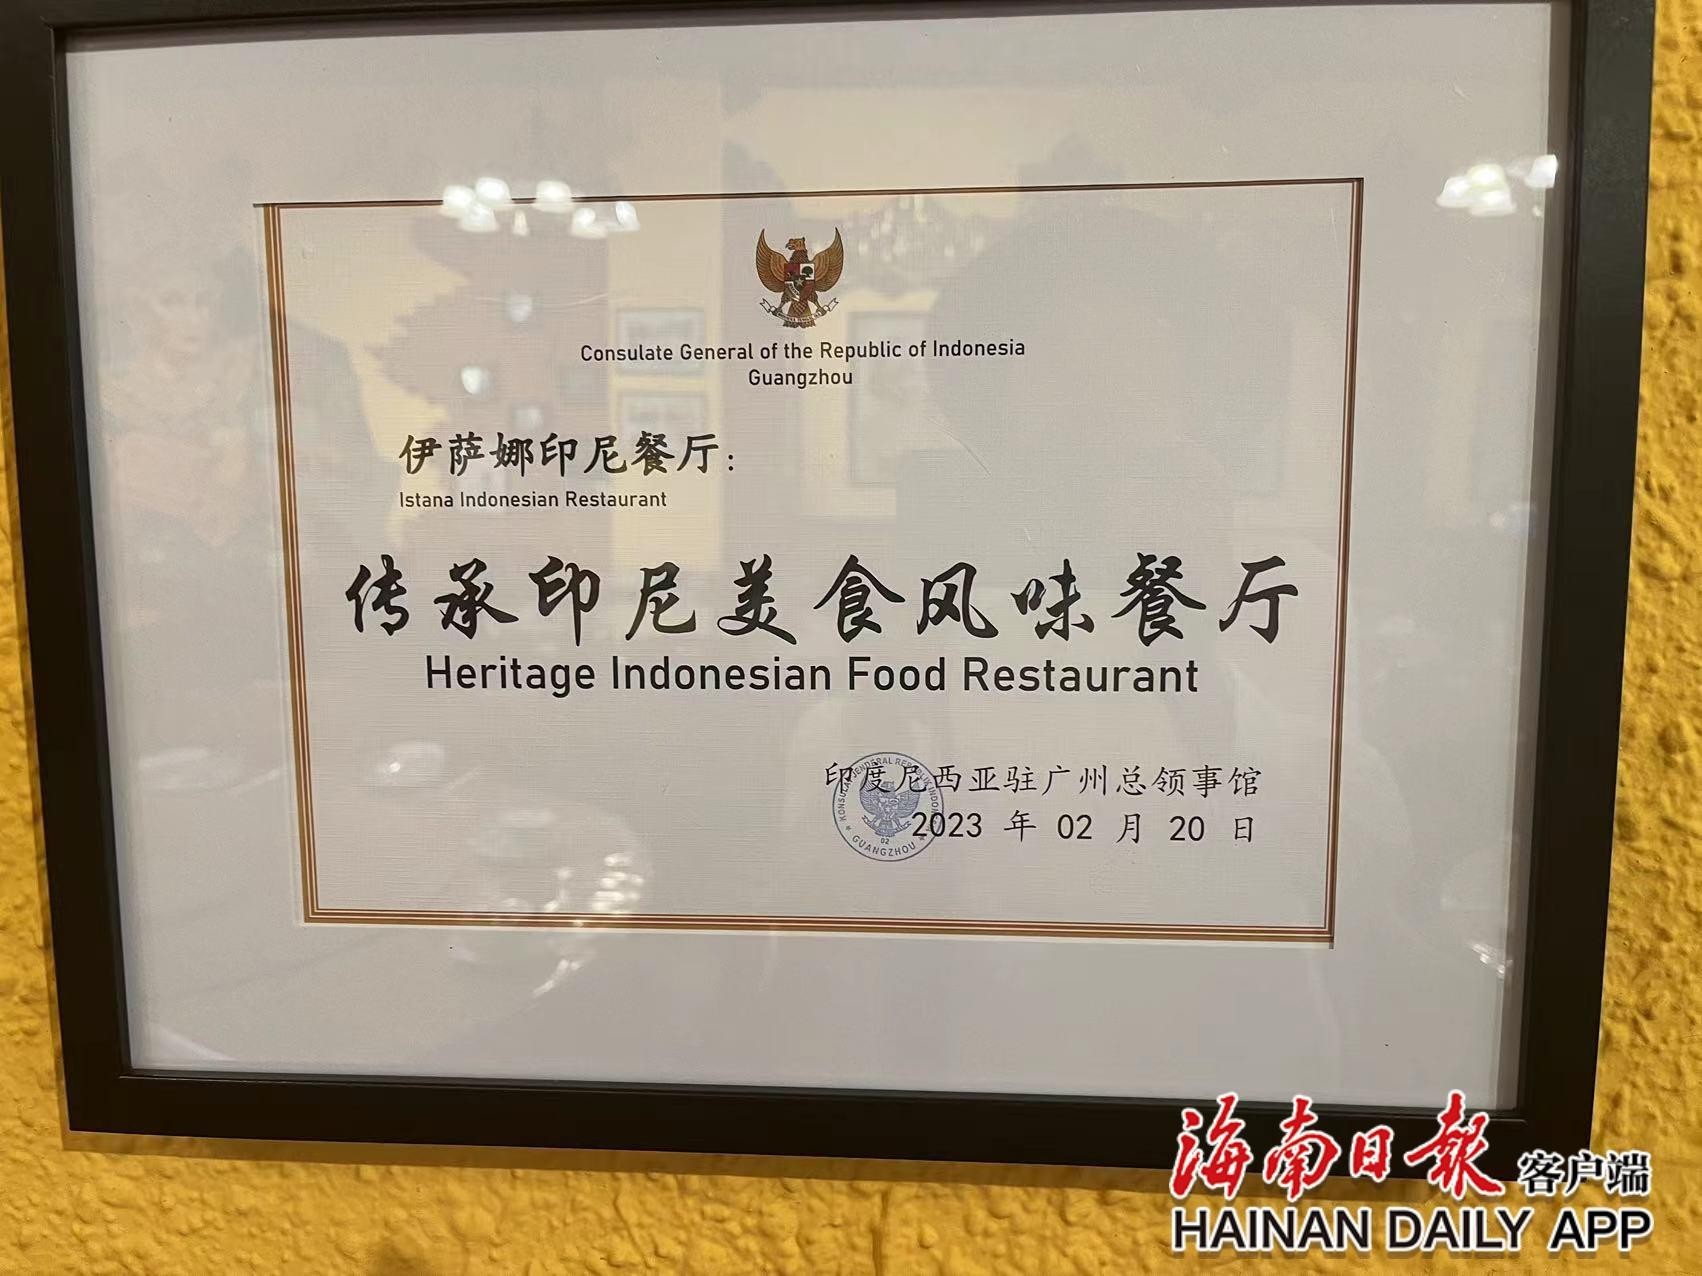 Consulate General of the Republic of Indonesia
Guangzhou
伊萨娜印尼餐厅：
Istana Indonesian Restaurant
传承印尼美食风味餐厅
Heritage Indonesian Food Restaurant
印度尼西亚驻广州总领事馆
2023 年 02 月 20 日
GUANGZHOU
02
海南日報 客户端
HAINAN DAILY APP